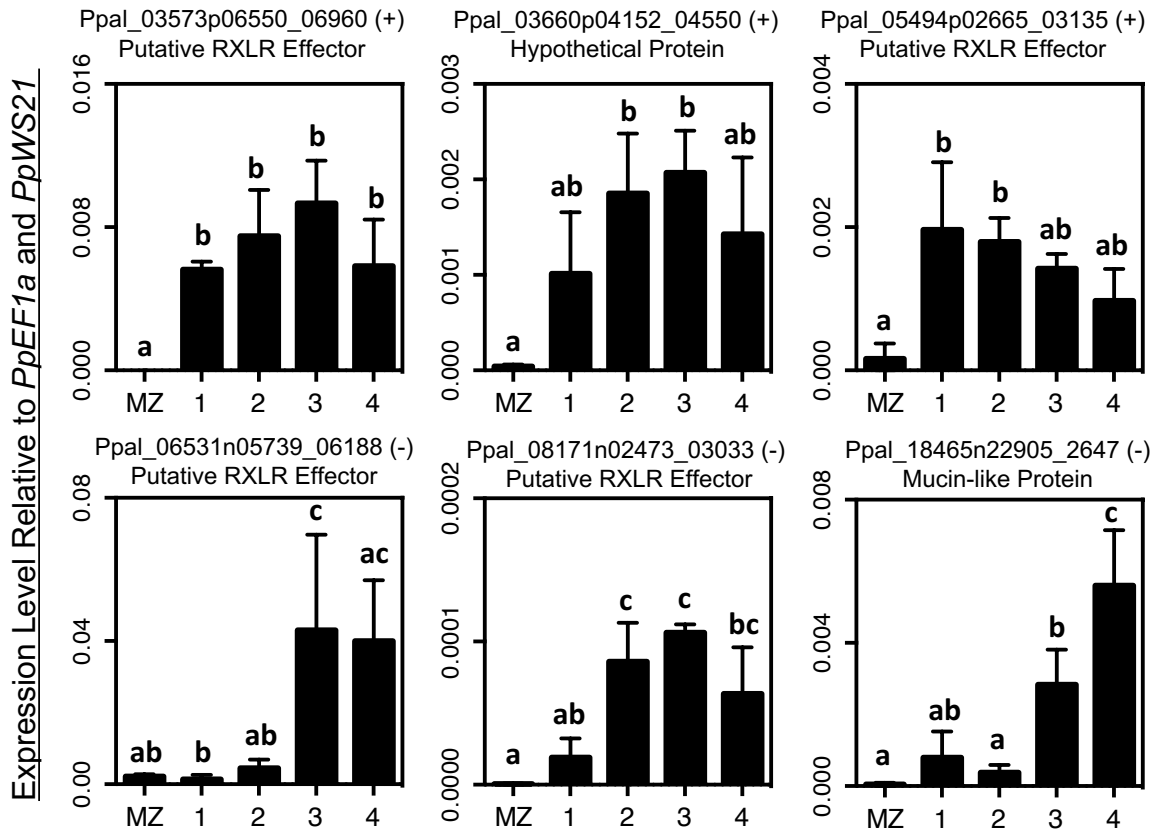 Expression Level Relative to PpEF1a and PpWS21
Ppal_03573p06550_06960 (+)
Putative RXLR Effector
0.016
0.008
0.000
a
b
b
b
b
MZ 1 2 3 4
Ppal_03660p04152_04550 (+)
Hypothetical Protein
0.003
0.002
0.001
0.000
a
ab
b
b
ab
MZ 1 2 3 4
Ppal_05494p02665_03135 (+)
Putative RXLR Effector
0.004
0.002
0.000
a
b
b
ab
ab
MZ 1 2 3 4
Ppal_06531n05739_06188 (-)
Putative RXLR Effector
0.08
0.04
0.00
ab
b
ab
c
ac
MZ 1 2 3 4
Ppal_08171n02473_03033 (-)
Putative RXLR Effector
0.0002
0.0001
0.0000
a
ab
c
c
bc
MZ 1 2 3 4
Ppal_18465n22905_2647 (-)
Mucin-like Protein
0.008
0.004
0.000
a
ab
a
b
c
MZ 1 2 3 4